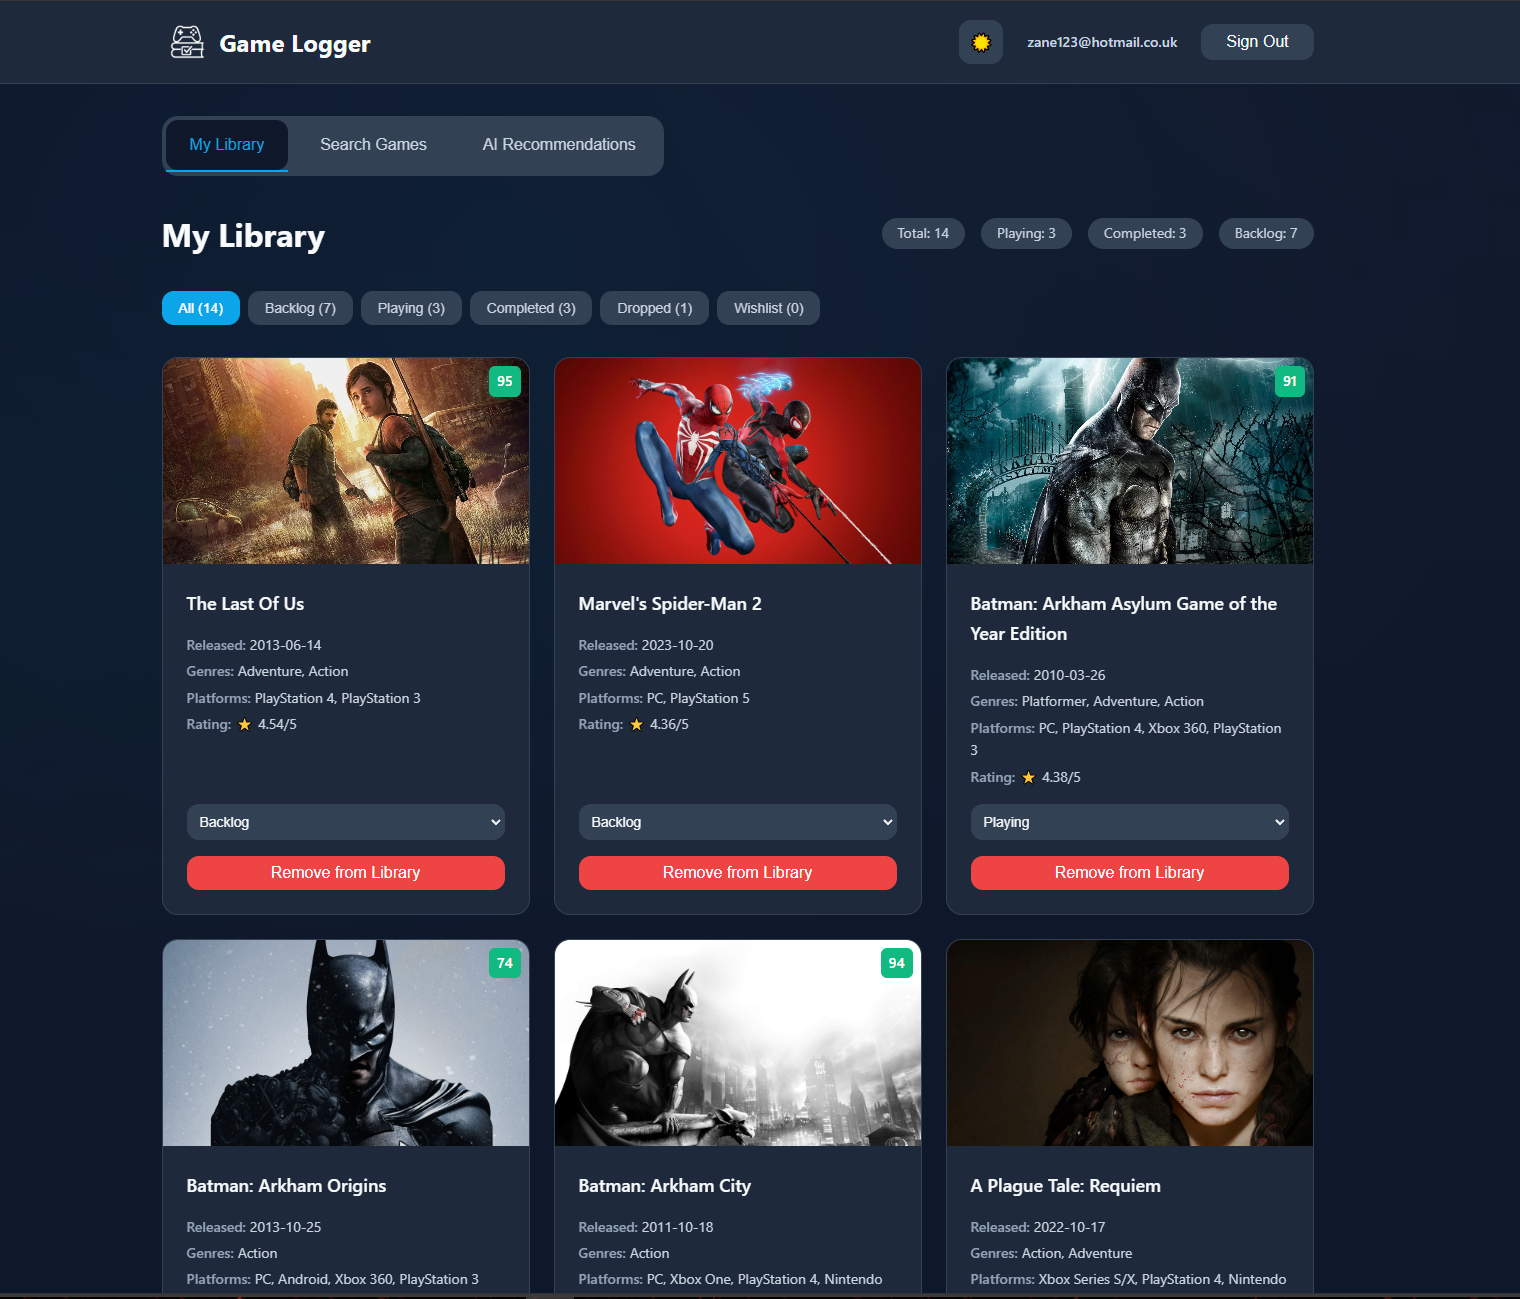 Game Logger
zane123@hotmail.co.uk
Sign Out
My Library
Search Games
AI Recommendations
My Library
Total: 14
Playing: 3
Completed: 3
Backlog: 7
All (14)
Backlog (7)
Playing (3)
Completed (3)
Dropped (1)
Wishlist (0)
95
The Last Of Us
Released: 2013-06-14
Genres: Adventure, Action
Platforms: PlayStation 4, PlayStation 3
Rating: ⭐ 4.54/5
Backlog
Remove from Library
Marvel's Spider-Man 2
Released: 2023-10-20
Genres: Adventure, Action
Platforms: PC, PlayStation 5
Rating: ⭐ 4.36/5
Backlog
Remove from Library
91
ARKHAM
ASYLUM
Batman: Arkham Asylum Game of the
Year Edition
Released: 2010-03-26
Genres: Platformer, Adventure, Action
Platforms: PC, PlayStation 4, Xbox 360, PlayStation
3
Rating: ⭐ 4.38/5
Playing
Remove from Library
74
Batman: Arkham Origins
Released: 2013-10-25
Genres: Action
Platforms: PC, Android, Xbox 360, PlayStation 3
94
Batman: Arkham City
Released: 2011-10-18
Genres: Action
Platforms: PC, Xbox One, PlayStation 4, Nintendo
A Plague Tale: Requiem
Released: 2022-10-17
Genres: Action, Adventure
Platforms: Xbox Series S/X, PlayStation 4, Nintendo